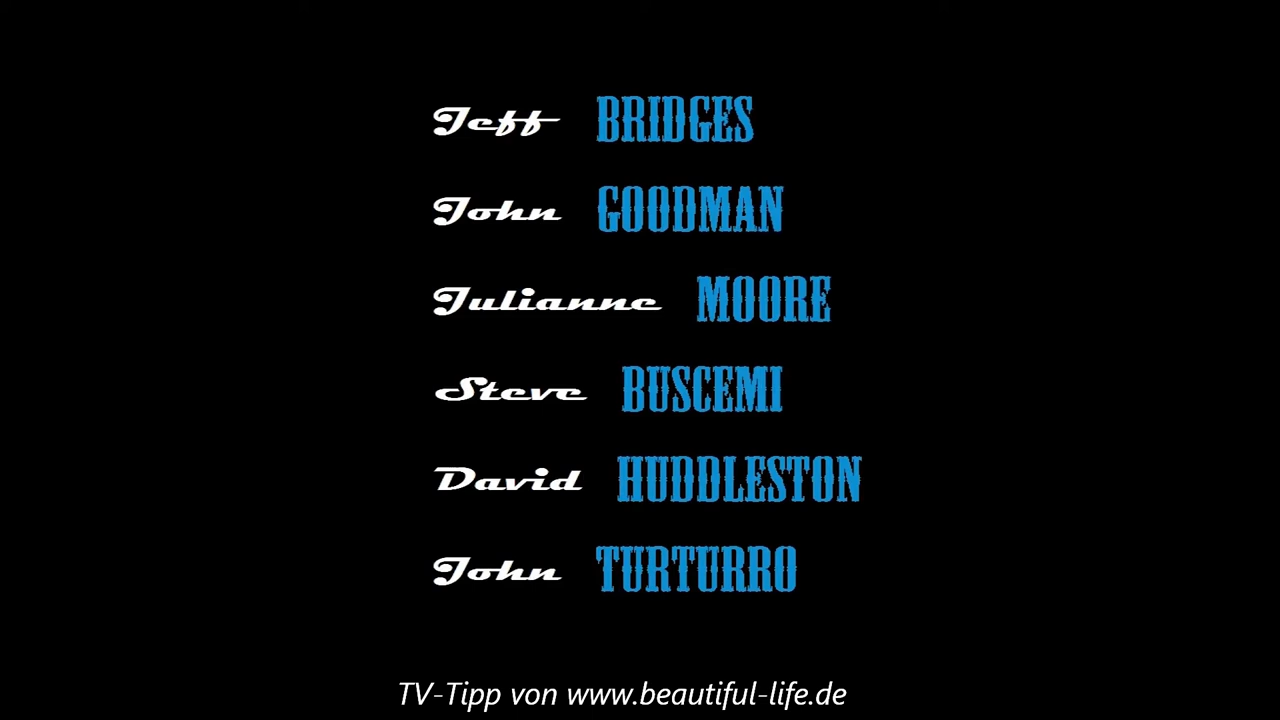 Jeff BRIDGES
John GOODMAN
Julianne MOORE
Steve BUSCEMI
David HUDDLESTON
John TURTURRO
TV-Tipp von www.beautiful-life.de